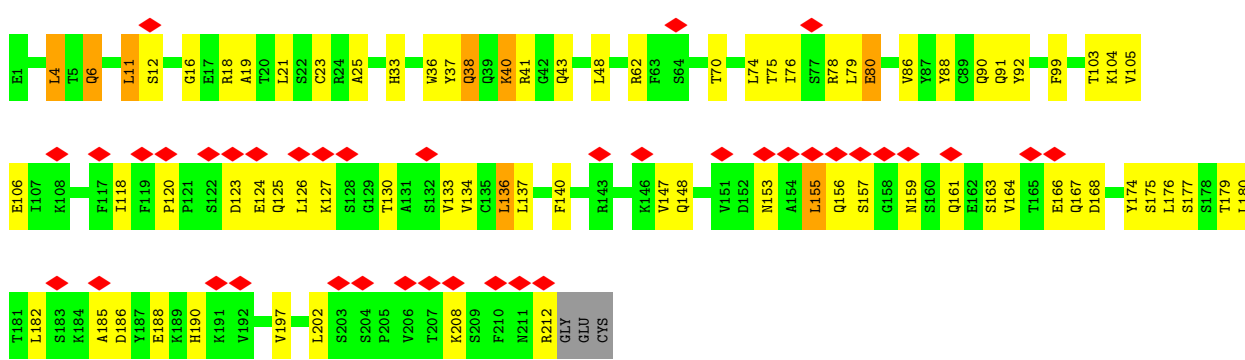 E1 L4 T5 Q6 L11 S12 G16 E17 R18 A19 T20 L21 S22 C23 R24 A25 H33 W36 Y37 Q38 Q39 K40 R41 G42 Q43 L48 R62 F63 S64 T70 L74 T75 I76 S77 R78 L79 E80 V86 Y87 Y88 C89 Q90 Q91 Y92 F99 T103 K104 V105
E106 I107 K108 F117 I118 F119 P120 P121 S122 D123 E124 Q125 L126 K127 S128 G129 T130 A131 S132 V133 V134 C135 L136 L137 F140 R143 K146 V147 Q148 V151 D152 N153 A154 L155 Q156 S157 G158 N159 S160 Q161 E162 S163 V164 T165 E166 Q167 D168 Y174 S175 L176 S177 S178 T179 L180
T181 L182 S183 K184 A185 D186 Y187 E188 K189 H190 K191 V192 V197 L202 S203 S204 P205 V206 T207 K208 S209 F210 N211 R212 GLY GLU CYS